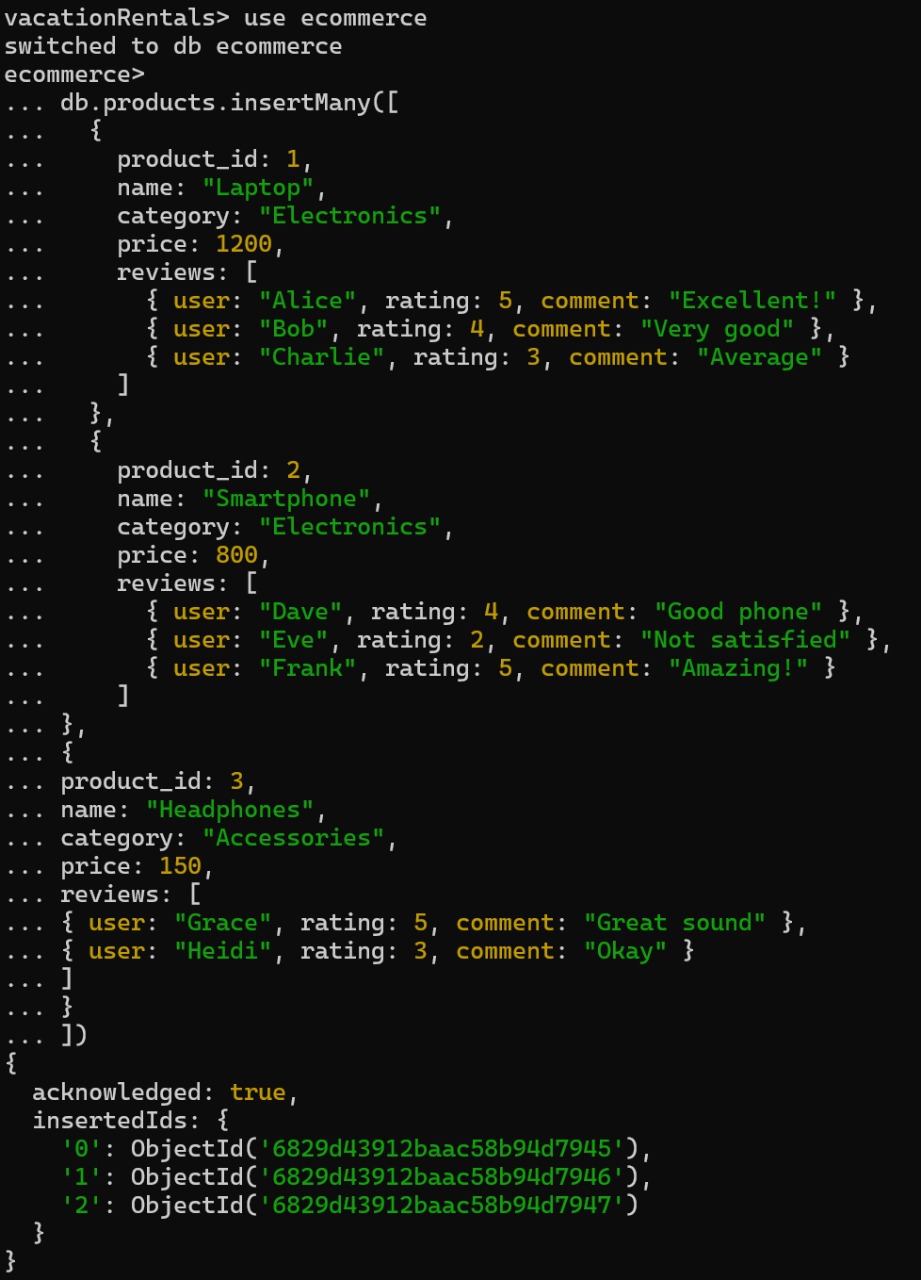 vacationRentals> use ecommerce
switched to db ecommerce
ecommerce>
... db.products.insertMany([
...   {
...     product_id: 1,
...     name: "Laptop",
...     category: "Electronics",
...     price: 1200,
...     reviews: [
...       { user: "Alice", rating: 5, comment: "Excellent!" },
...       { user: "Bob", rating: 4, comment: "Very good" },
...       { user: "Charlie", rating: 3, comment: "Average" }
...     ]
...   },
...   {
...     product_id: 2,
...     name: "Smartphone",
...     category: "Electronics",
...     price: 800,
...     reviews: [
...       { user: "Dave", rating: 4, comment: "Good phone" },
...       { user: "Eve", rating: 2, comment: "Not satisfied" },
...       { user: "Frank", rating: 5, comment: "Amazing!" }
...     ]
... },
... {
... product_id: 3,
... name: "Headphones",
... category: "Accessories",
... price: 150,
... reviews: [
... { user: "Grace", rating: 5, comment: "Great sound" },
... { user: "Heidi", rating: 3, comment: "Okay" }
... ]
... }
... ])
{
  acknowledged: true,
  insertedIds: {
    '0': ObjectId('6829d43912baac58b94d7945'),
    '1': ObjectId('6829d43912baac58b94d7946'),
    '2': ObjectId('6829d43912baac58b94d7947')
  }
}